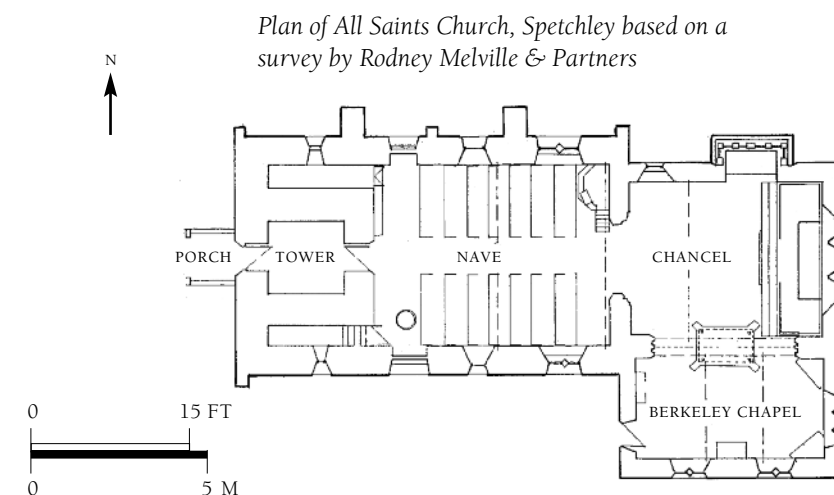 Plan of All Saints Church, Spetchley based on a
survey by Rodney Melville & Partners
N
PORCH
TOWER
NAVE
CHANCEL
BERKELEY CHAPEL
0
15 FT
0
5 M